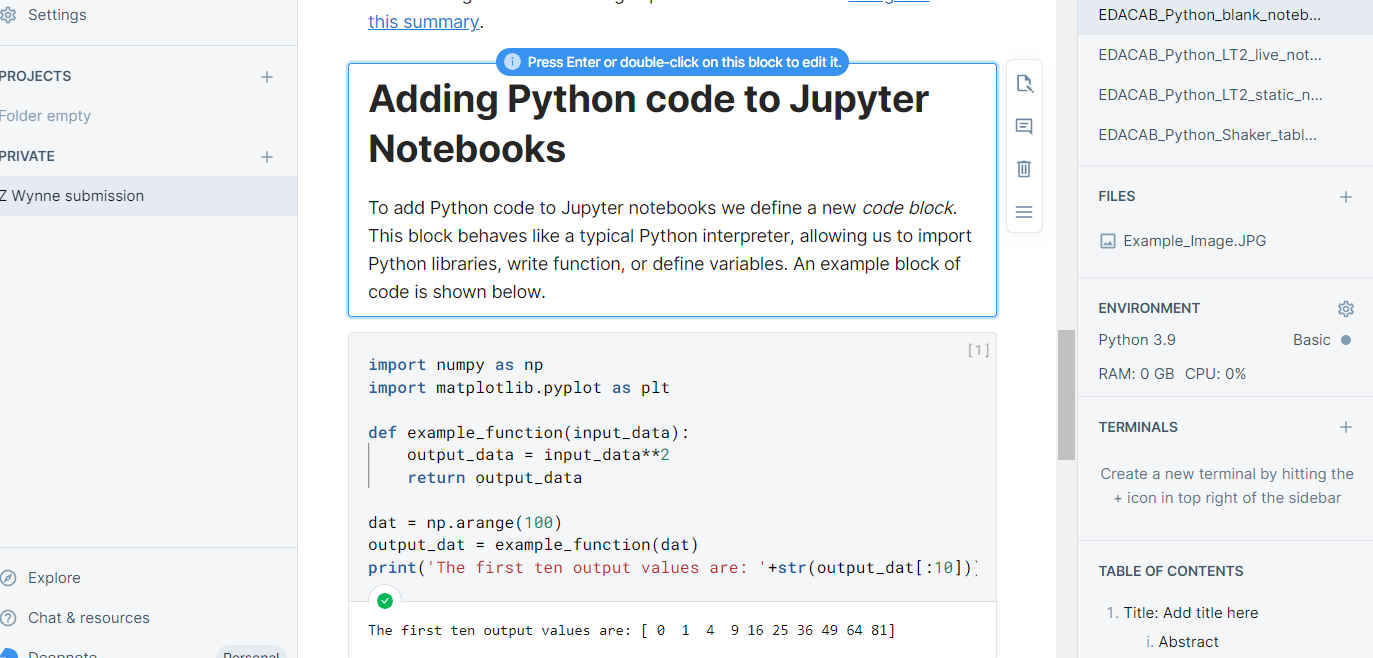 Settings
PROJECTS
Folder empty
PRIVATE
Z Wynne submission
Explore
Chat & resources
Deepnote
Personal
this summary.
Press Enter or double-click on this block to edit it.
Adding Python code to Jupyter
Notebooks
To add Python code to Jupyter notebooks we define a new code block.
This block behaves like a typical Python interpreter, allowing us to import
Python libraries, write function, or define variables. An example block of
code is shown below.
[1]
import numpy as np
import matplotlib.pyplot as plt
def example_function(input_data):
    output_data = input_data**2
    return output_data
dat = np.arange(100)
output_dat = example_function(dat)
print('The first ten output values are: '+str(output_dat[:10]))
The first ten output values are: [ 0  1  4  9 16 25 36 49 64 81]
EDACAB_Python_blank_noteb...
EDACAB_Python_LT2_live_not...
EDACAB_Python_LT2_static_n...
EDACAB_Python_Shaker_tabl...
FILES
Example_Image.JPG
ENVIRONMENT
Python 3.9 Basic
RAM: 0 GB CPU: 0%
TERMINALS
Create a new terminal by hitting the
+ icon in top right of the sidebar
TABLE OF CONTENTS
1. Title: Add title here
i. Abstract